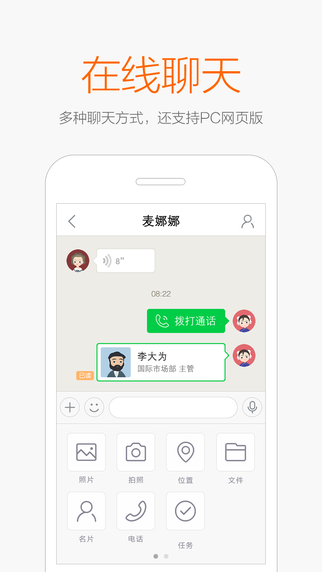 在线聊天
多种聊天方式，还支持PC网页版
麦娜娜
8"
08:22
拨打通话
李大为
国际市场部 主管
已读
照片
拍照
位置
文件
名片
电话
任务